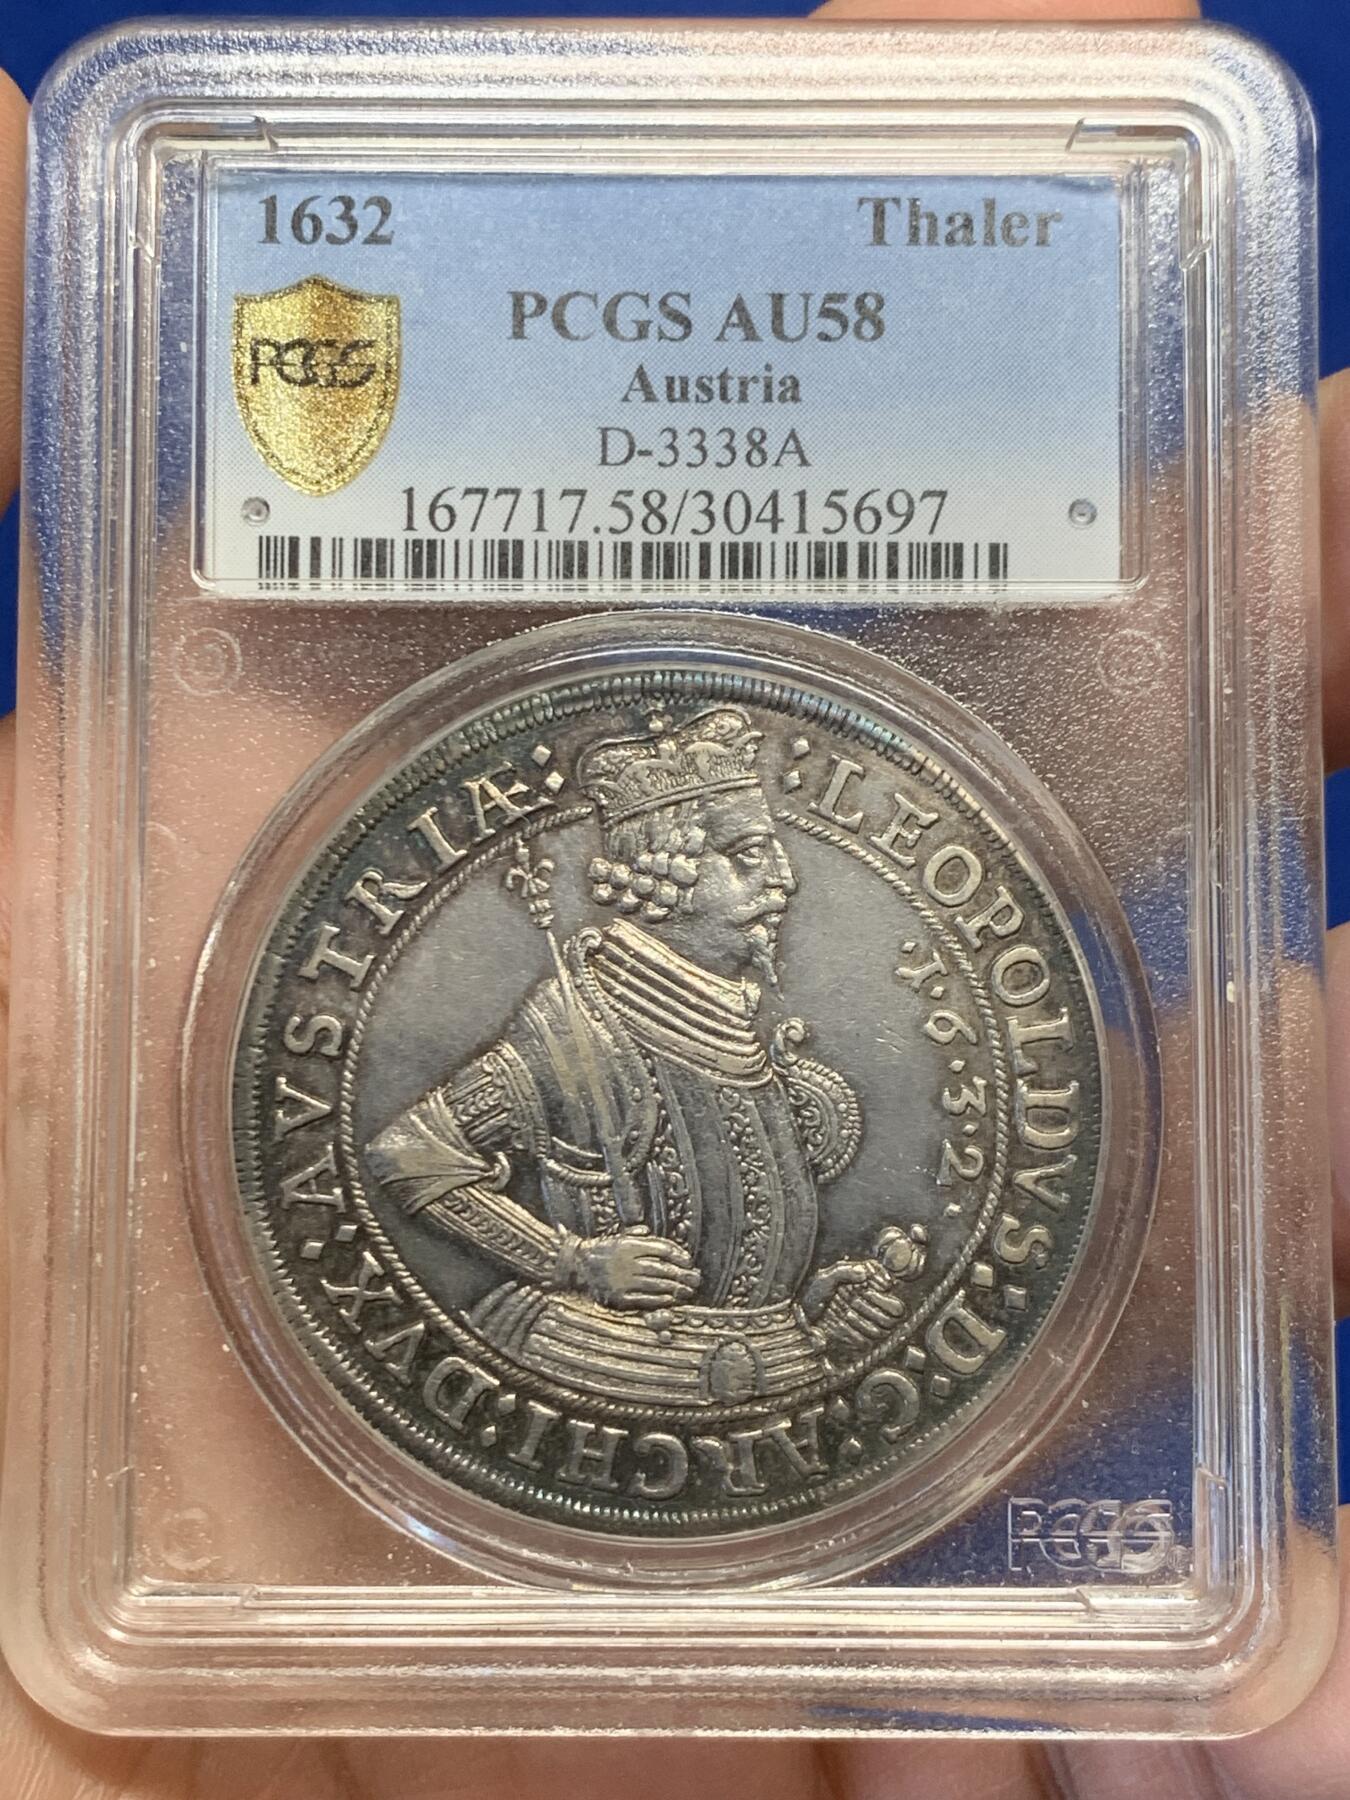 1632 Thaler
PCGS
PCGS AU58
Austria
D-3338A
167717.58/30415697
:LEOPOLDVS:D:G:ARCHI:DVX:AVSTRIÆ:
·1·6·3·2·
PCGS